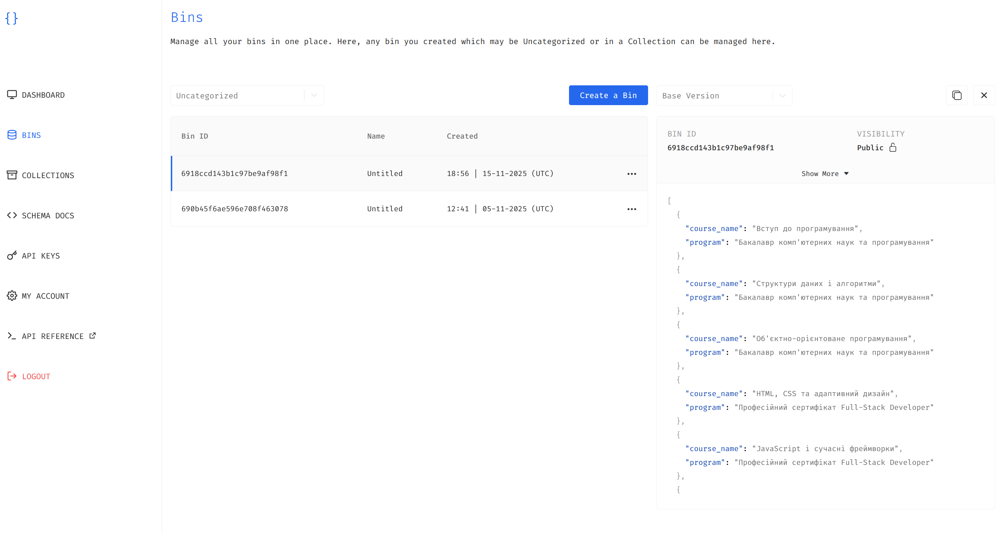 {}
DASHBOARD
BINS
COLLECTIONS
SCHEMA DOCS
API KEYS
MY ACCOUNT
API REFERENCE
LOGOUT
Bins
Manage all your bins in one place. Here, any bin you created which may be Uncategorized or in a Collection can be managed here.
Uncategorized
Create a Bin
Bin ID Name Created
6918ccd143b1c97be9af98f1 Untitled 18:56 | 15-11-2025 (UTC)
690b45f6ae596e708f463078 Untitled 12:41 | 05-11-2025 (UTC)
Base Version
BIN ID VISIBILITY
6918ccd143b1c97be9af98f1 Public
Show More
[
{
"course_name": "Вступ до програмування",
"program": "Бакалавр комп'ютерних наук та програмування"
},
{
"course_name": "Структури даних і алгоритми",
"program": "Бакалавр комп'ютерних наук та програмування"
},
{
"course_name": "Об'єктно-орієнтоване програмування",
"program": "Бакалавр комп'ютерних наук та програмування"
},
{
"course_name": "HTML, CSS та адаптивний дизайн",
"program": "Професійний сертифікат Full-Stack Developer"
},
{
"course_name": "JavaScript і сучасні фреймворки",
"program": "Професійний сертифікат Full-Stack Developer"
},
{